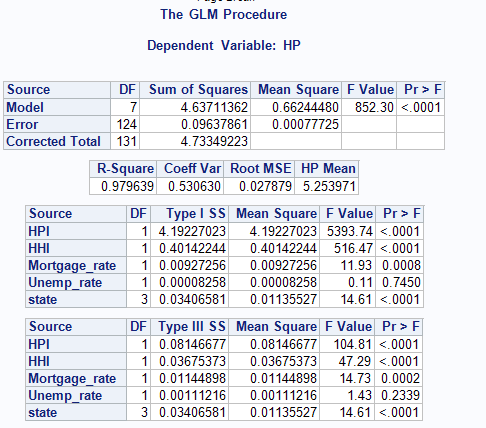 The GLM Procedure
Dependent Variable: HP
Source DF Sum of Squares Mean Square F Value Pr > F
Model 7 4.63711362 0.66244480 852.30 <.0001
Error 124 0.09637861 0.00077725
Corrected Total 131 4.73349223
R-Square Coeff Var Root MSE HP Mean
0.979639 0.530630 0.027879 5.253971
Source DF Type I SS Mean Square F Value Pr > F
HPI 1 4.19227023 4.19227023 5393.74 <.0001
HHI 1 0.40142244 0.40142244 516.47 <.0001
Mortgage_rate 1 0.00927256 0.00927256 11.93 0.0008
Unemp_rate 1 0.00008258 0.00008258 0.11 0.7450
state 3 0.03406581 0.01135527 14.61 <.0001
Source DF Type III SS Mean Square F Value Pr > F
HPI 1 0.08146677 0.08146677 104.81 <.0001
HHI 1 0.03675373 0.03675373 47.29 <.0001
Mortgage_rate 1 0.01144898 0.01144898 14.73 0.0002
Unemp_rate 1 0.00111216 0.00111216 1.43 0.2339
state 3 0.03406581 0.01135527 14.61 <.0001